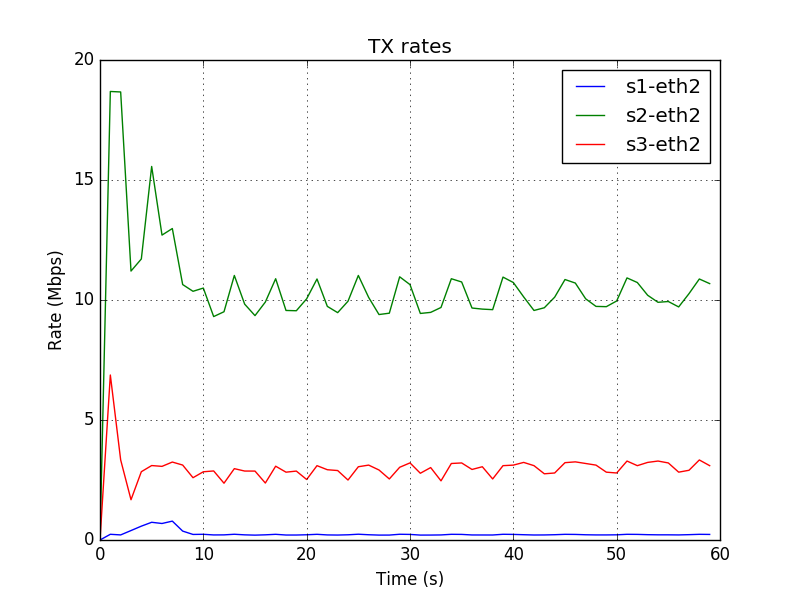 TX rates
20
15
10
5
0
Rate (Mbps)
s1-eth2
s2-eth2
s3-eth2
0 10 20 30 40 50 60
Time (s)